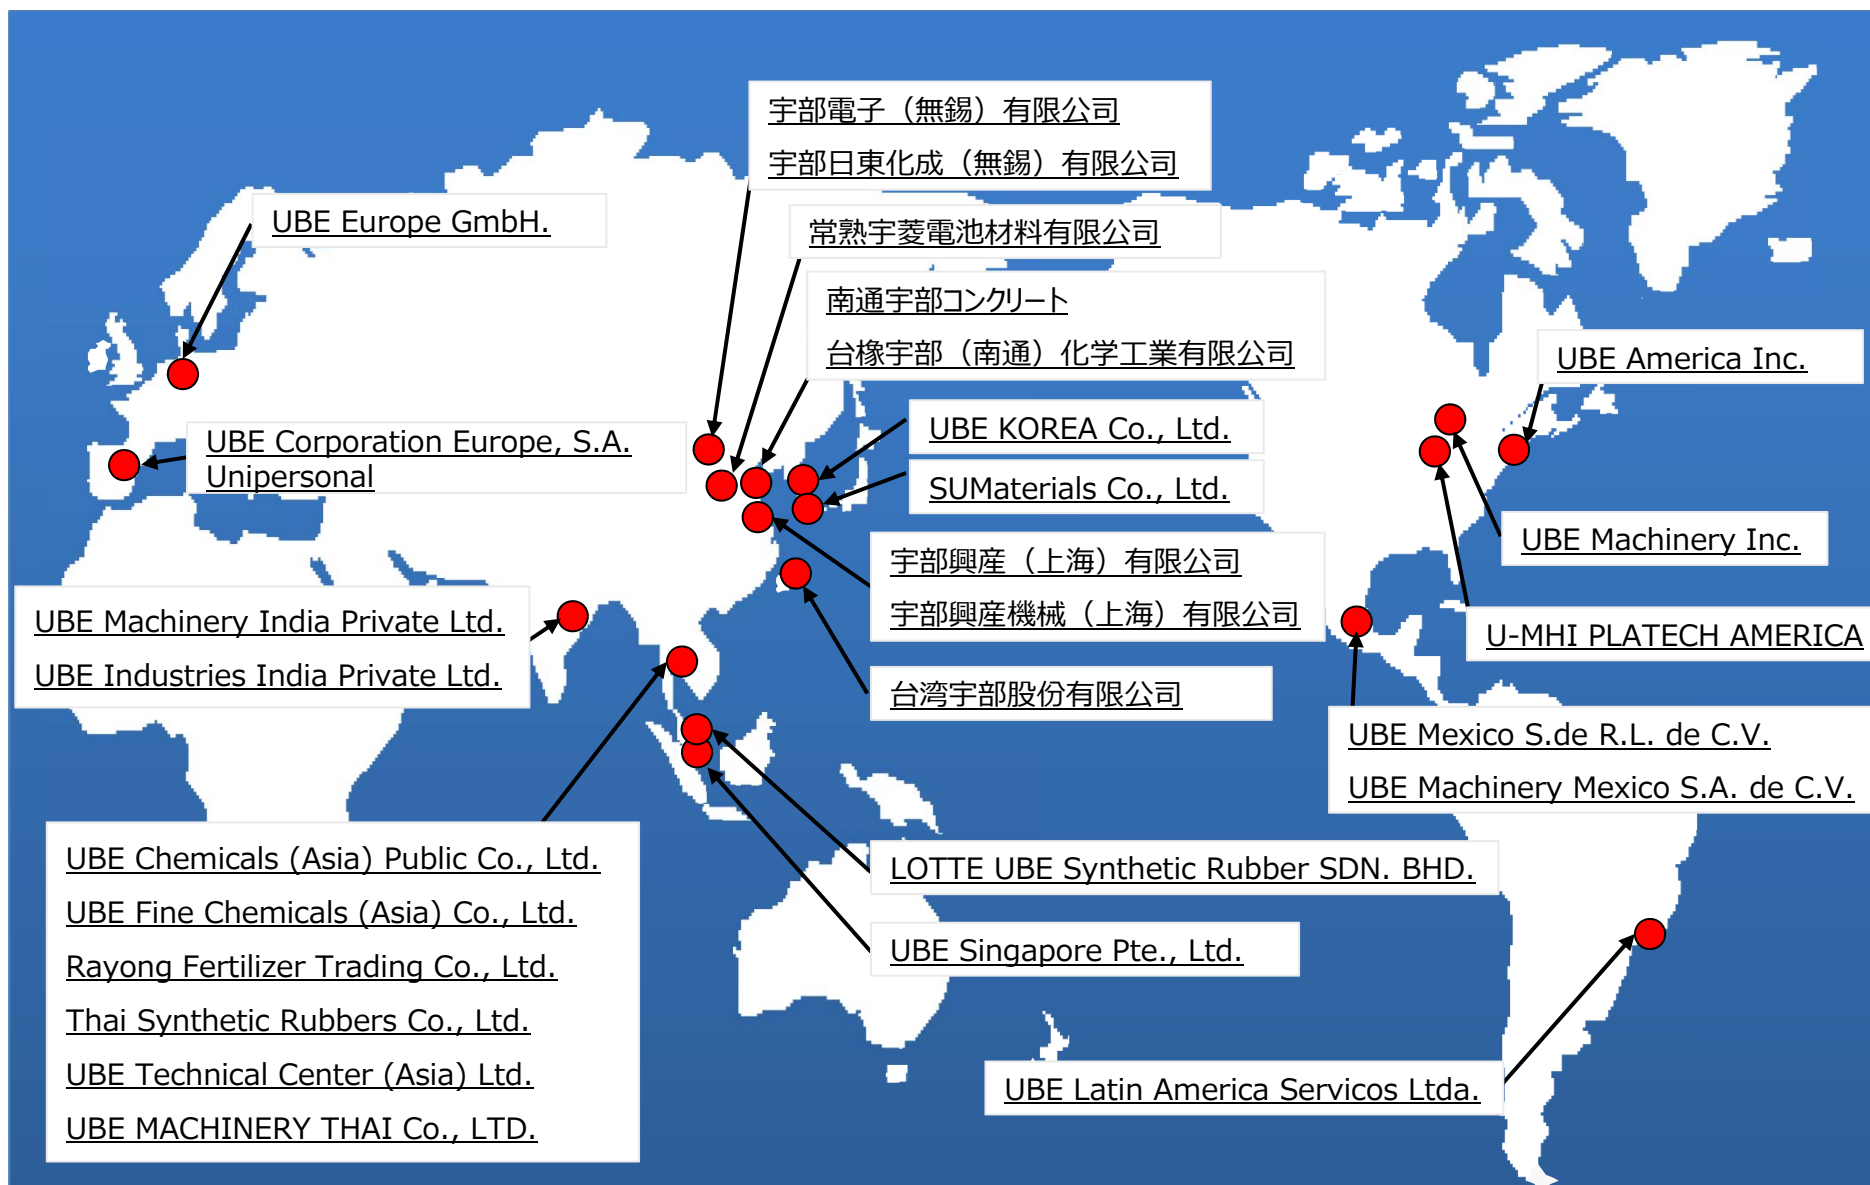 宇部電子（無錫）有限公司
宇部日東化成（無錫）有限公司
UBE Europe GmbH.
常熟宇菱電池材料有限公司
南通宇部コンクリート
台橡宇部（南通）化学工業有限公司
UBE America Inc.
UBE Corporation Europe, S.A.
Unipersonal
UBE KOREA Co., Ltd.
SUMaterials Co., Ltd.
UBE Machinery Inc.
宇部興産（上海）有限公司
宇部興産機械（上海）有限公司
UBE Machinery India Private Ltd.
UBE Industries India Private Ltd.
U-MHI PLATECH AMERICA
台湾宇部股份有限公司
UBE Mexico S.de R.L. de C.V.
UBE Machinery Mexico S.A. de C.V.
UBE Chemicals (Asia) Public Co., Ltd.
UBE Fine Chemicals (Asia) Co., Ltd.
Rayong Fertilizer Trading Co., Ltd.
Thai Synthetic Rubbers Co., Ltd.
UBE Technical Center (Asia) Ltd.
UBE MACHINERY THAI Co., LTD.
LOTTE UBE Synthetic Rubber SDN. BHD.
UBE Singapore Pte., Ltd.
UBE Latin America Servicos Ltda.